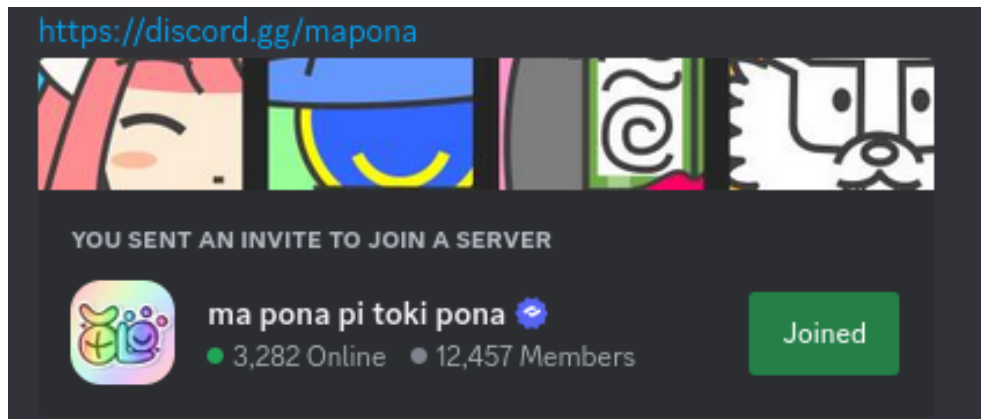 https://discord.gg/mapona
YOU SENT AN INVITE TO JOIN A SERVER
ma pona pi toki pona
3,282 Online 12,457 Members
Joined